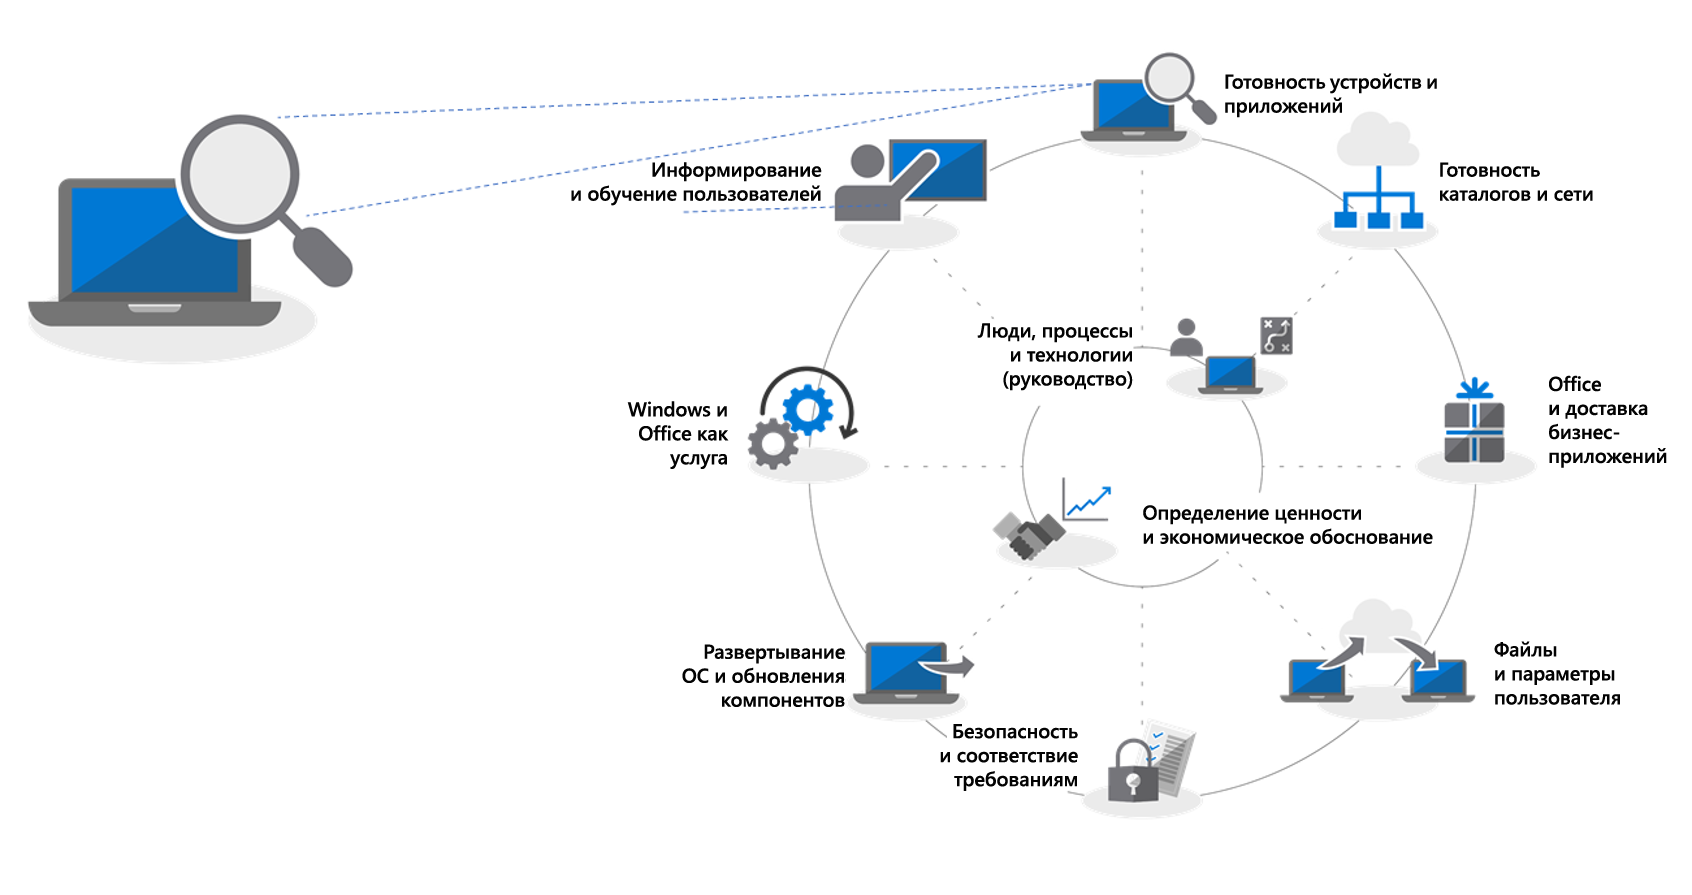 Готовность устройств и
приложений
Информирование
и обучение пользователей
Готовность
каталогов и сети
Люди, процессы
и технологии
(руководство)
Windows и
Office как
услуга
Office
и доставка
бизнес-
приложений
Определение ценности
и экономическое обоснование
Развертывание
ОС и обновления
компонентов
Файлы
и параметры
пользователя
Безопасность
и соответствие
требованиям